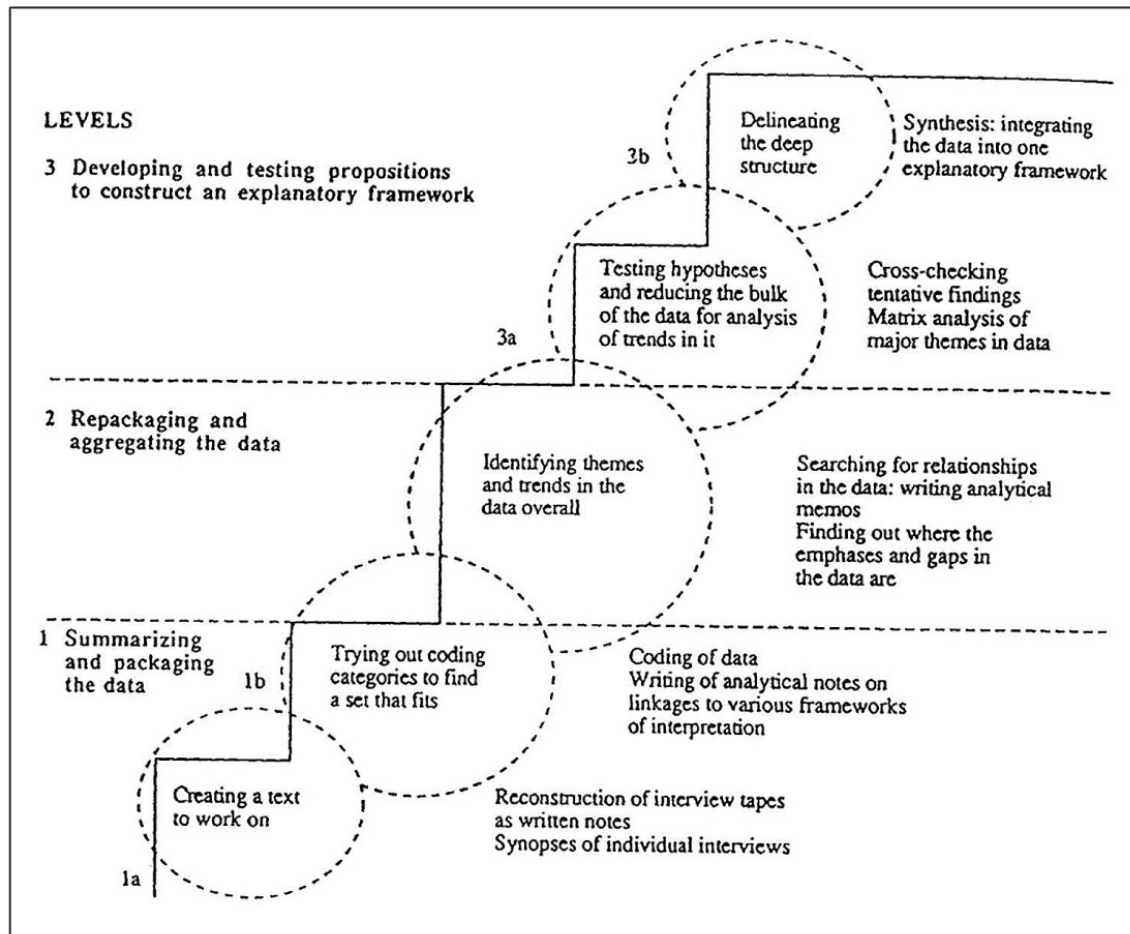 LEVELS
3 Developing and testing propositions
to construct an explanatory framework
3b
Delineating
the deep
structure
Synthesis: integrating
the data into one
explanatory framework
3a
Testing hypotheses
and reducing the bulk
of the data for analysis
of trends in it
Cross-checking
tentative findings
Matrix analysis of
major themes in data
2 Repackaging and
aggregating the data
Identifying themes
and trends in the
data overall
Searching for relationships
in the data: writing analytical
memos
Finding out where the
emphases and gaps in
the data are
1 Summarizing
and packaging
the data
1b
Trying out coding
categories to find
a set that fits
Coding of data
Writing of analytical notes on
linkages to various frameworks
of interpretation
1a
Creating a text
to work on
Reconstruction of interview tapes
as written notes
Synopses of individual interviews